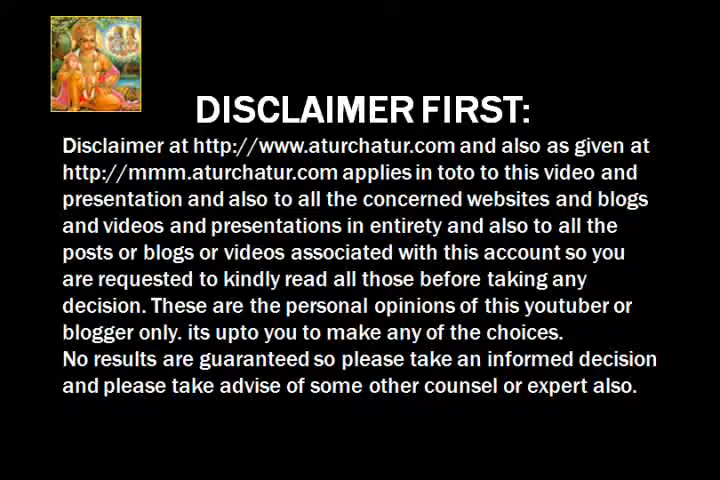 DISCLAIMER FIRST:
Disclaimer at http://www.aturchatur.com and also as given at
http://mmm.aturchatur.com applies in toto to this video and
presentation and also to all the concerned websites and blogs
and videos and presentations in entirety and also to all the
posts or blogs or videos associated with this account so you
are requested to kindly read all those before taking any
decision. These are the personal opinions of this youtuber or
blogger only. its upto you to make any of the choices.
No results are guaranteed so please take an informed decision
and please take advise of some other counsel or expert also.